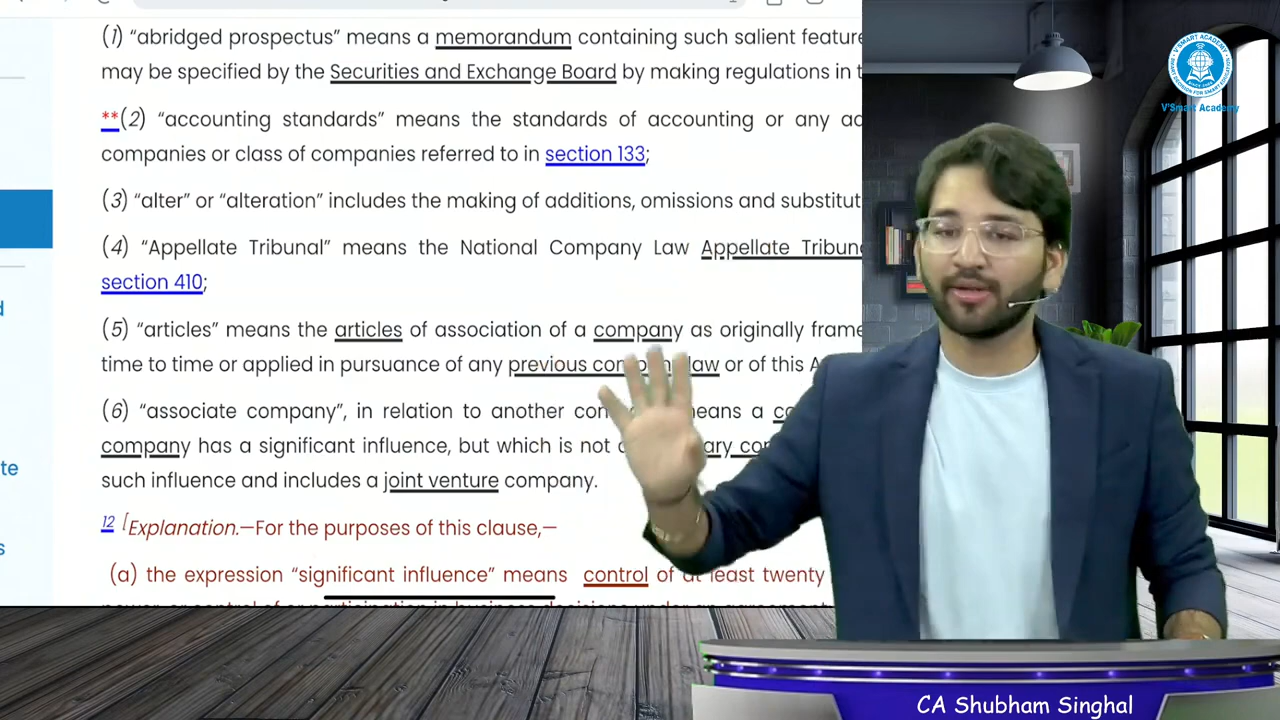 (1) “abridged prospectus” means a memorandum containing such salient feature
may be specified by the Securities and Exchange Board by making regulations in t
**(2) “accounting standards” means the standards of accounting or any ad
companies or class of companies referred to in section 133;
(3) “alter” or “alteration” includes the making of additions, omissions and substitut
(4) “Appellate Tribunal” means the National Company Law Appellate Tribuna
section 410;
(5) “articles” means the articles of association of a company as originally frame
time to time or applied in pursuance of any previous law or of this A
(6) “associate company”, in relation to another means a
company has a significant influence, but which is not
such influence and includes a joint venture company.
12 [Explanation.—For the purposes of this clause,—
(a) the expression “significant influence” means control of at least twenty
te
V'Smart Academy
CA Shubham Singhal